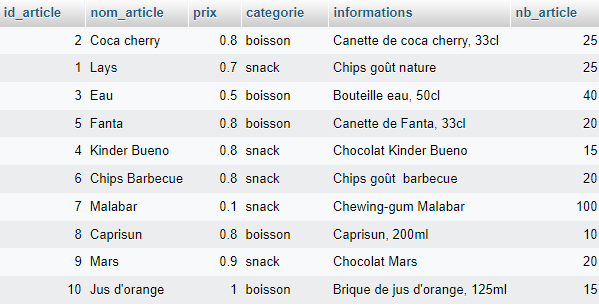 id_article nom_article prix categorie informations nb_article
2 Coca cherry 0.8 boisson Canette de coca cherry, 33cl 25
1 Lays 0.7 snack Chips goût nature 25
3 Eau 0.5 boisson Bouteille eau, 50cl 40
5 Fanta 0.8 boisson Canette de Fanta, 33cl 20
4 Kinder Bueno 0.8 snack Chocolat Kinder Bueno 15
6 Chips Barbecue 0.8 snack Chips goût  barbecue 20
7 Malabar 0.1 snack Chewing-gum Malabar 100
8 Caprisun 0.8 boisson Caprisun, 200ml 10
9 Mars 0.9 snack Chocolat Mars 20
10 Jus d'orange 1 boisson Brique de jus d'orange, 125ml 15